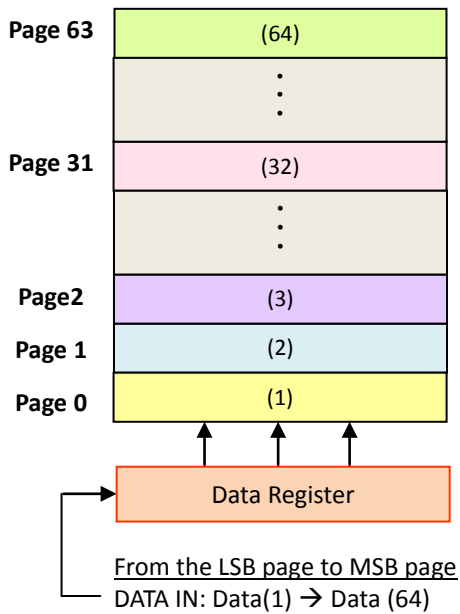 Page 63 (64)
Page 31 (32)
Page2 (3)
Page 1 (2)
Page 0 (1)
Data Register
From the LSB page to MSB page
DATA IN: Data(1) → Data (64)